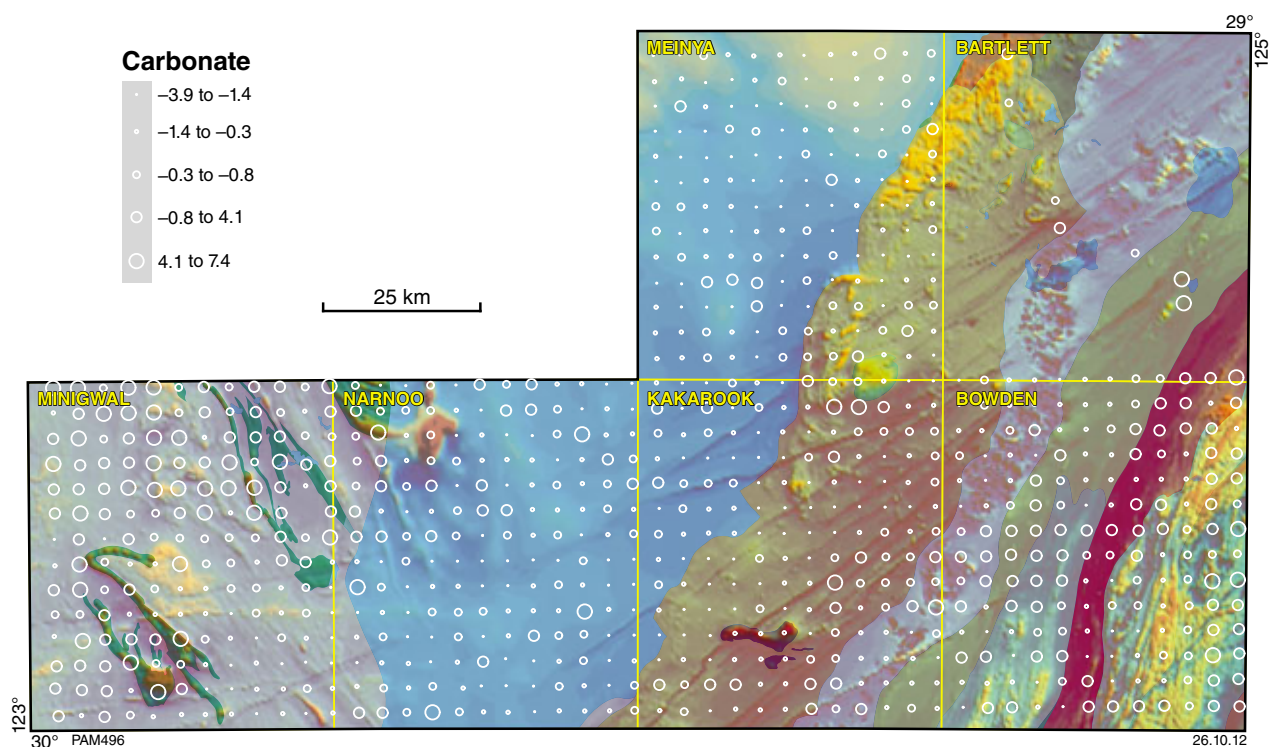 29°
125°
MEINYA
BARTLETT
Carbonate
–3.9 to –1.4
–1.4 to –0.3
–0.3 to –0.8
–0.8 to 4.1
4.1 to 7.4
25 km
MINIGWAL
NARNOO
KAKAROOK
BOWDEN
123°
30°
PAM496
26.10.12